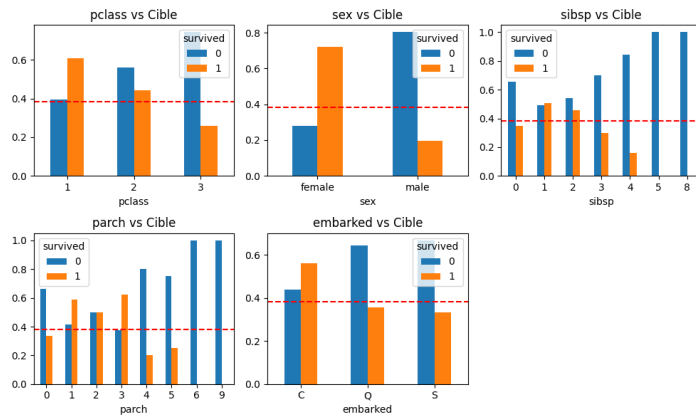 pclass vs Cible
survived
0
1
0.6
0.4
0.2
0.0
1 2 3
pclass
sex vs Cible
survived
0
1
0.8
0.6
0.4
0.2
0.0
female male
sex
sibsp vs Cible
survived
0
1
1.0
0.8
0.6
0.4
0.2
0.0
0 1 2 3 4 5 8
sibsp
parch vs Cible
survived
0
1
1.0
0.8
0.6
0.4
0.2
0.0
0 1 2 3 4 5 6 9
parch
embarked vs Cible
survived
0
1
0.6
0.4
0.2
0.0
C Q S
embarked